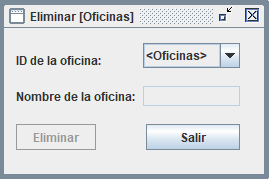 Eliminar [Oficinas]
ID de la oficina: <Oficinas>
Nombre de la oficina:
Eliminar Salir